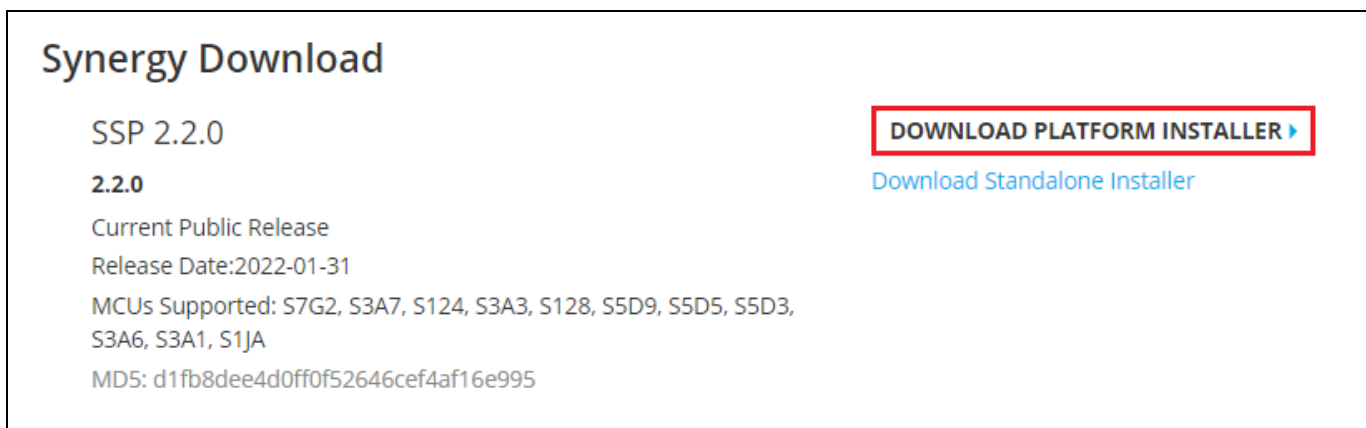 Synergy Download
SSP 2.2.0
DOWNLOAD PLATFORM INSTALLER
2.2.0
Download Standalone Installer
Current Public Release
Release Date:2022-01-31
MCUs Supported: S7G2, S3A7, S124, S3A3, S128, S5D9, S5D5, S5D3,
S3A6, S3A1, S1JA
MD5: d1fb8dee4d0ff0f52646cef4af16e995